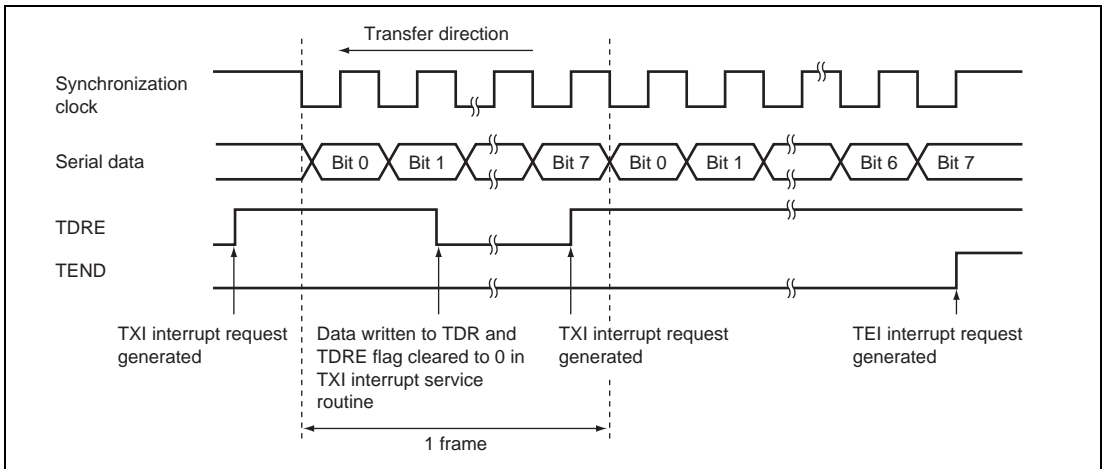 Transfer direction
Synchronization
clock
Serial data
Bit 0
Bit 1
Bit 7
Bit 0
Bit 1
Bit 6
Bit 7
TDRE
TEND
TXI interrupt request
generated
Data written to TDR and
TDRE flag cleared to 0 in
TXI interrupt service
routine
TXI interrupt request
generated
TEI interrupt request
generated
1 frame